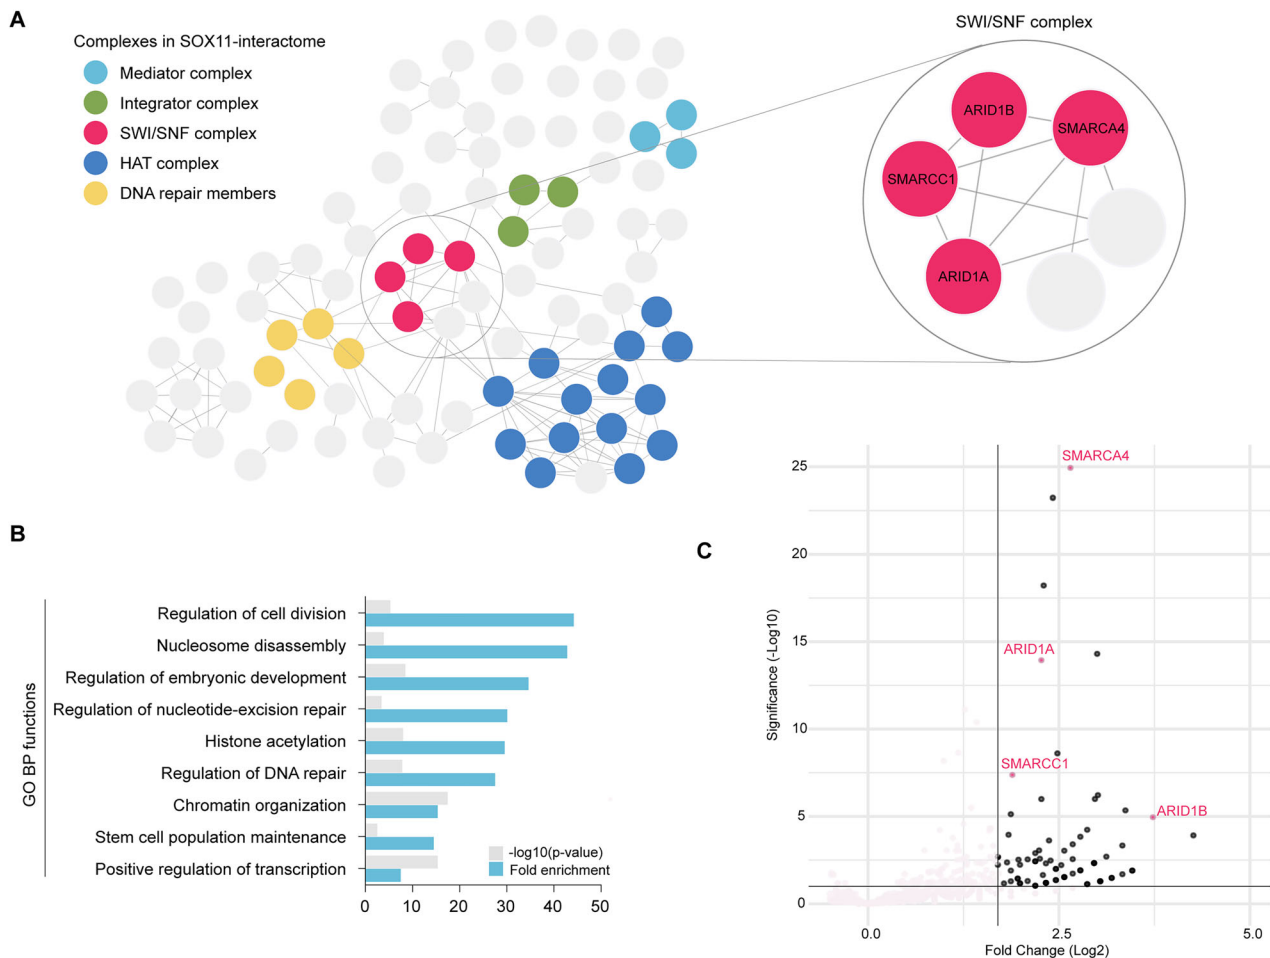 A
Complexes in SOX11-interactome
Mediator complex
Integrator complex
SWI/SNF complex
HAT complex
DNA repair members
SWI/SNF complex
ARID1B
SMARCA4
SMARCC1
ARID1A
B
GO BP functions
Regulation of cell division
Nucleosome disassembly
Regulation of embryonic development
Regulation of nucleotide-excision repair
Histone acetylation
Regulation of DNA repair
Chromatin organization
Stem cell population maintenance
Positive regulation of transcription
-log10(p-value)
Fold enrichment
0 10 20 30 40 50
C
Significance (-Log10)
25
20
15
10
5
0
SMARCA4
ARID1A
SMARCC1
ARID1B
0.0 2.5 5.0
Fold Change (Log2)